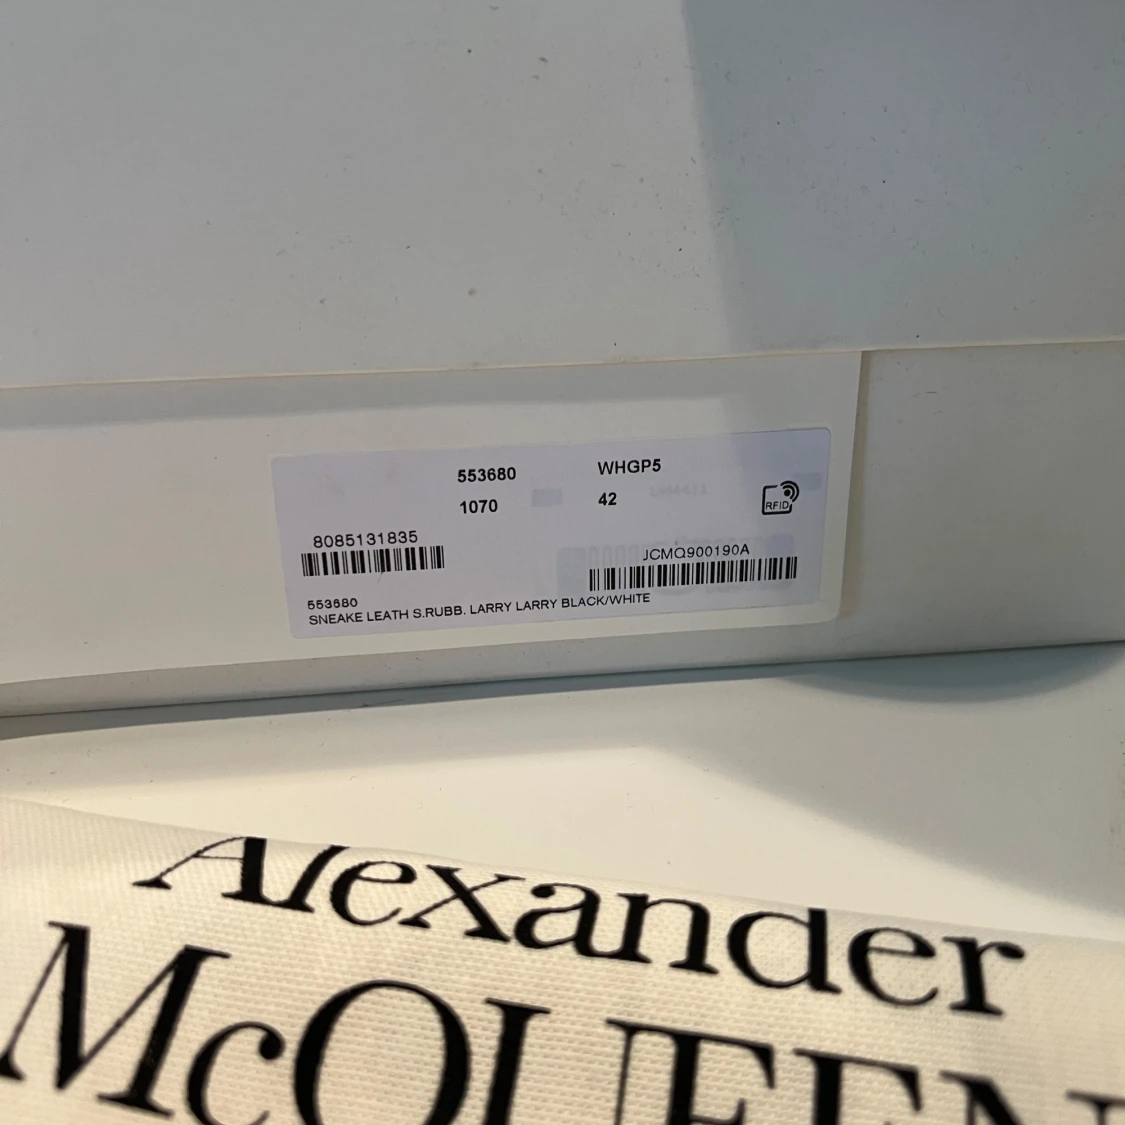 553680 WHGP5
1070 42
RFID
8085131835
JCMQ900190A
553680
SNEAKE LEATH S.RUBB. LARRY LARRY BLACK/WHITE
Alexander
McQUEEN